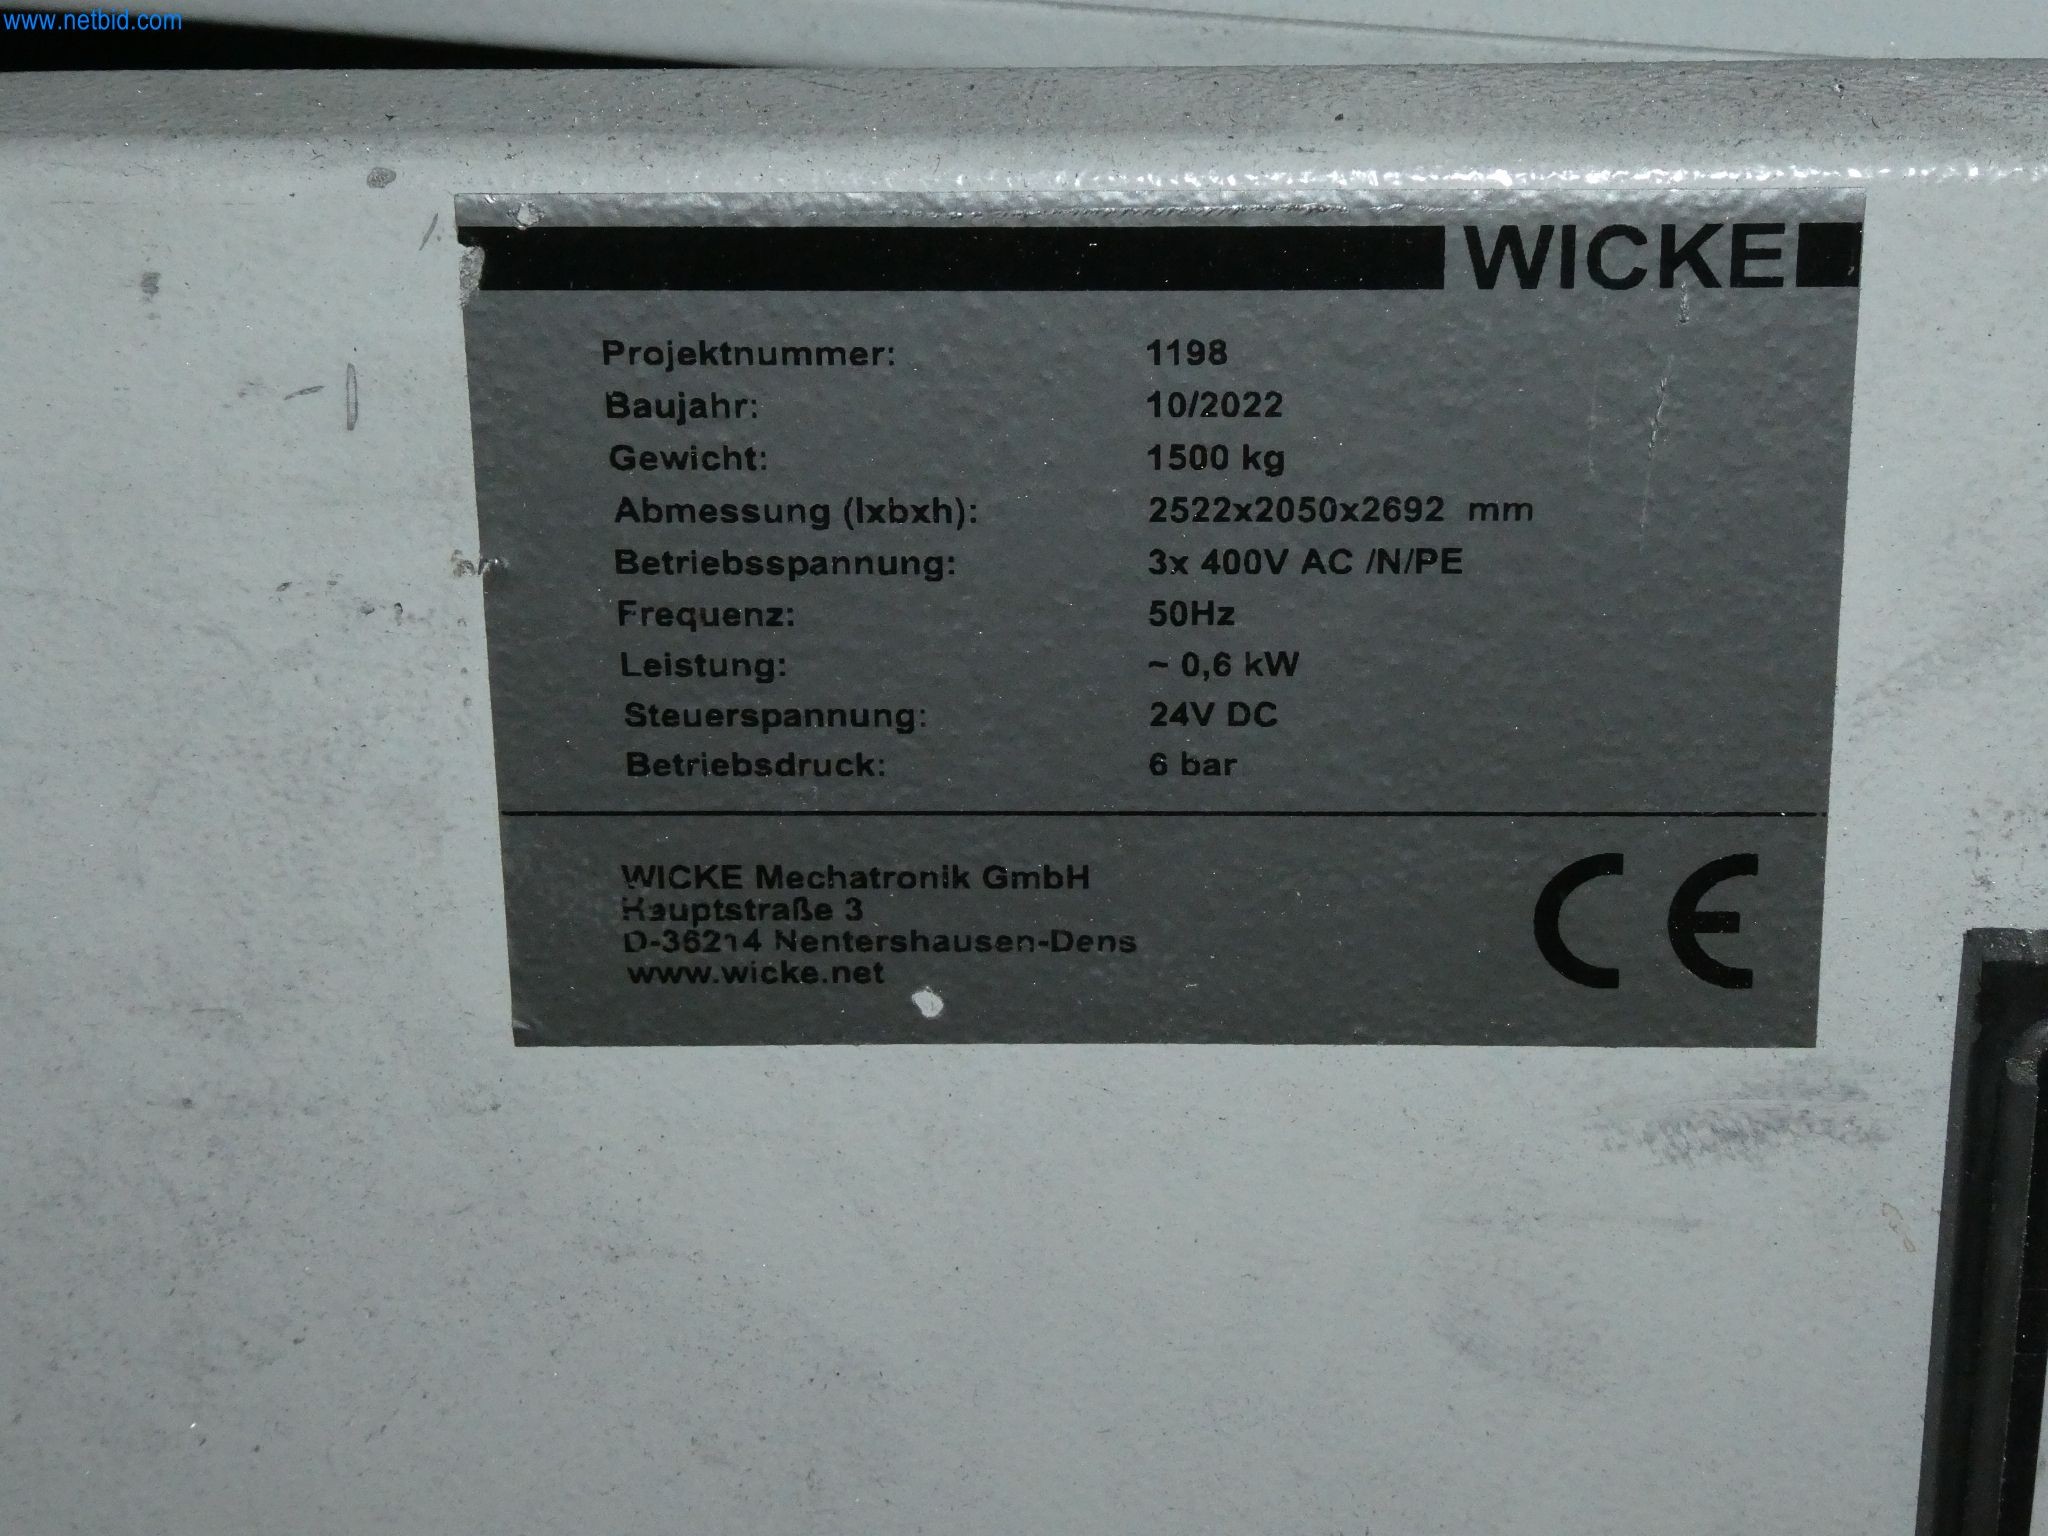 www.netbid.com
WICKE
Projektnummer: 1198
Baujahr: 10/2022
Gewicht: 1500 kg
Abmessung (lxbxh): 2522x2050x2692 mm
Betriebsspannung: 3x 400V AC /N/PE
Frequenz: 50Hz
Leistung: ~ 0,6 kW
Steuerspannung: 24V DC
Betriebsdruck: 6 bar
WICKE Mechatronik GmbH
Hauptstraße 3
D-36214 Nentershausen-Dens
www.wicke.net
CE